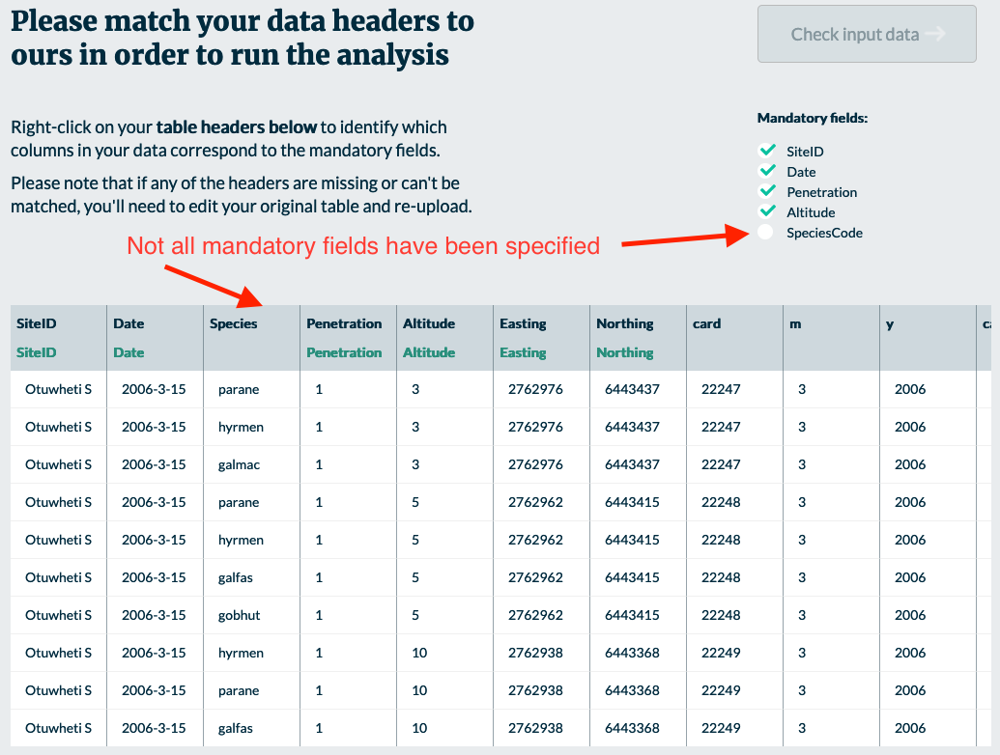 Please match your data headers to
ours in order to run the analysis
Check input data
Right-click on your table headers below to identify which
columns in your data correspond to the mandatory fields.
Please note that if any of the headers are missing or can't be
matched, you'll need to edit your original table and re-upload.
Mandatory fields:
SiteID
Date
Penetration
Altitude
SpeciesCode
Not all mandatory fields have been specified
SiteID Date Species Penetration Altitude Easting Northing card m y
SiteID Date Penetration Altitude Easting Northing
Otuwheti S 2006-3-15 parane 1 3 2762976 6443437 22247 3 2006
Otuwheti S 2006-3-15 hyrmen 1 3 2762976 6443437 22247 3 2006
Otuwheti S 2006-3-15 galmac 1 3 2762976 6443437 22247 3 2006
Otuwheti S 2006-3-15 parane 1 5 2762962 6443415 22248 3 2006
Otuwheti S 2006-3-15 hyrmen 1 5 2762962 6443415 22248 3 2006
Otuwheti S 2006-3-15 galfas 1 5 2762962 6443415 22248 3 2006
Otuwheti S 2006-3-15 gobhut 1 5 2762962 6443415 22248 3 2006
Otuwheti S 2006-3-15 hyrmen 1 10 2762938 6443368 22249 3 2006
Otuwheti S 2006-3-15 parane 1 10 2762938 6443368 22249 3 2006
Otuwheti S 2006-3-15 galfas 1 10 2762938 6443368 22249 3 2006